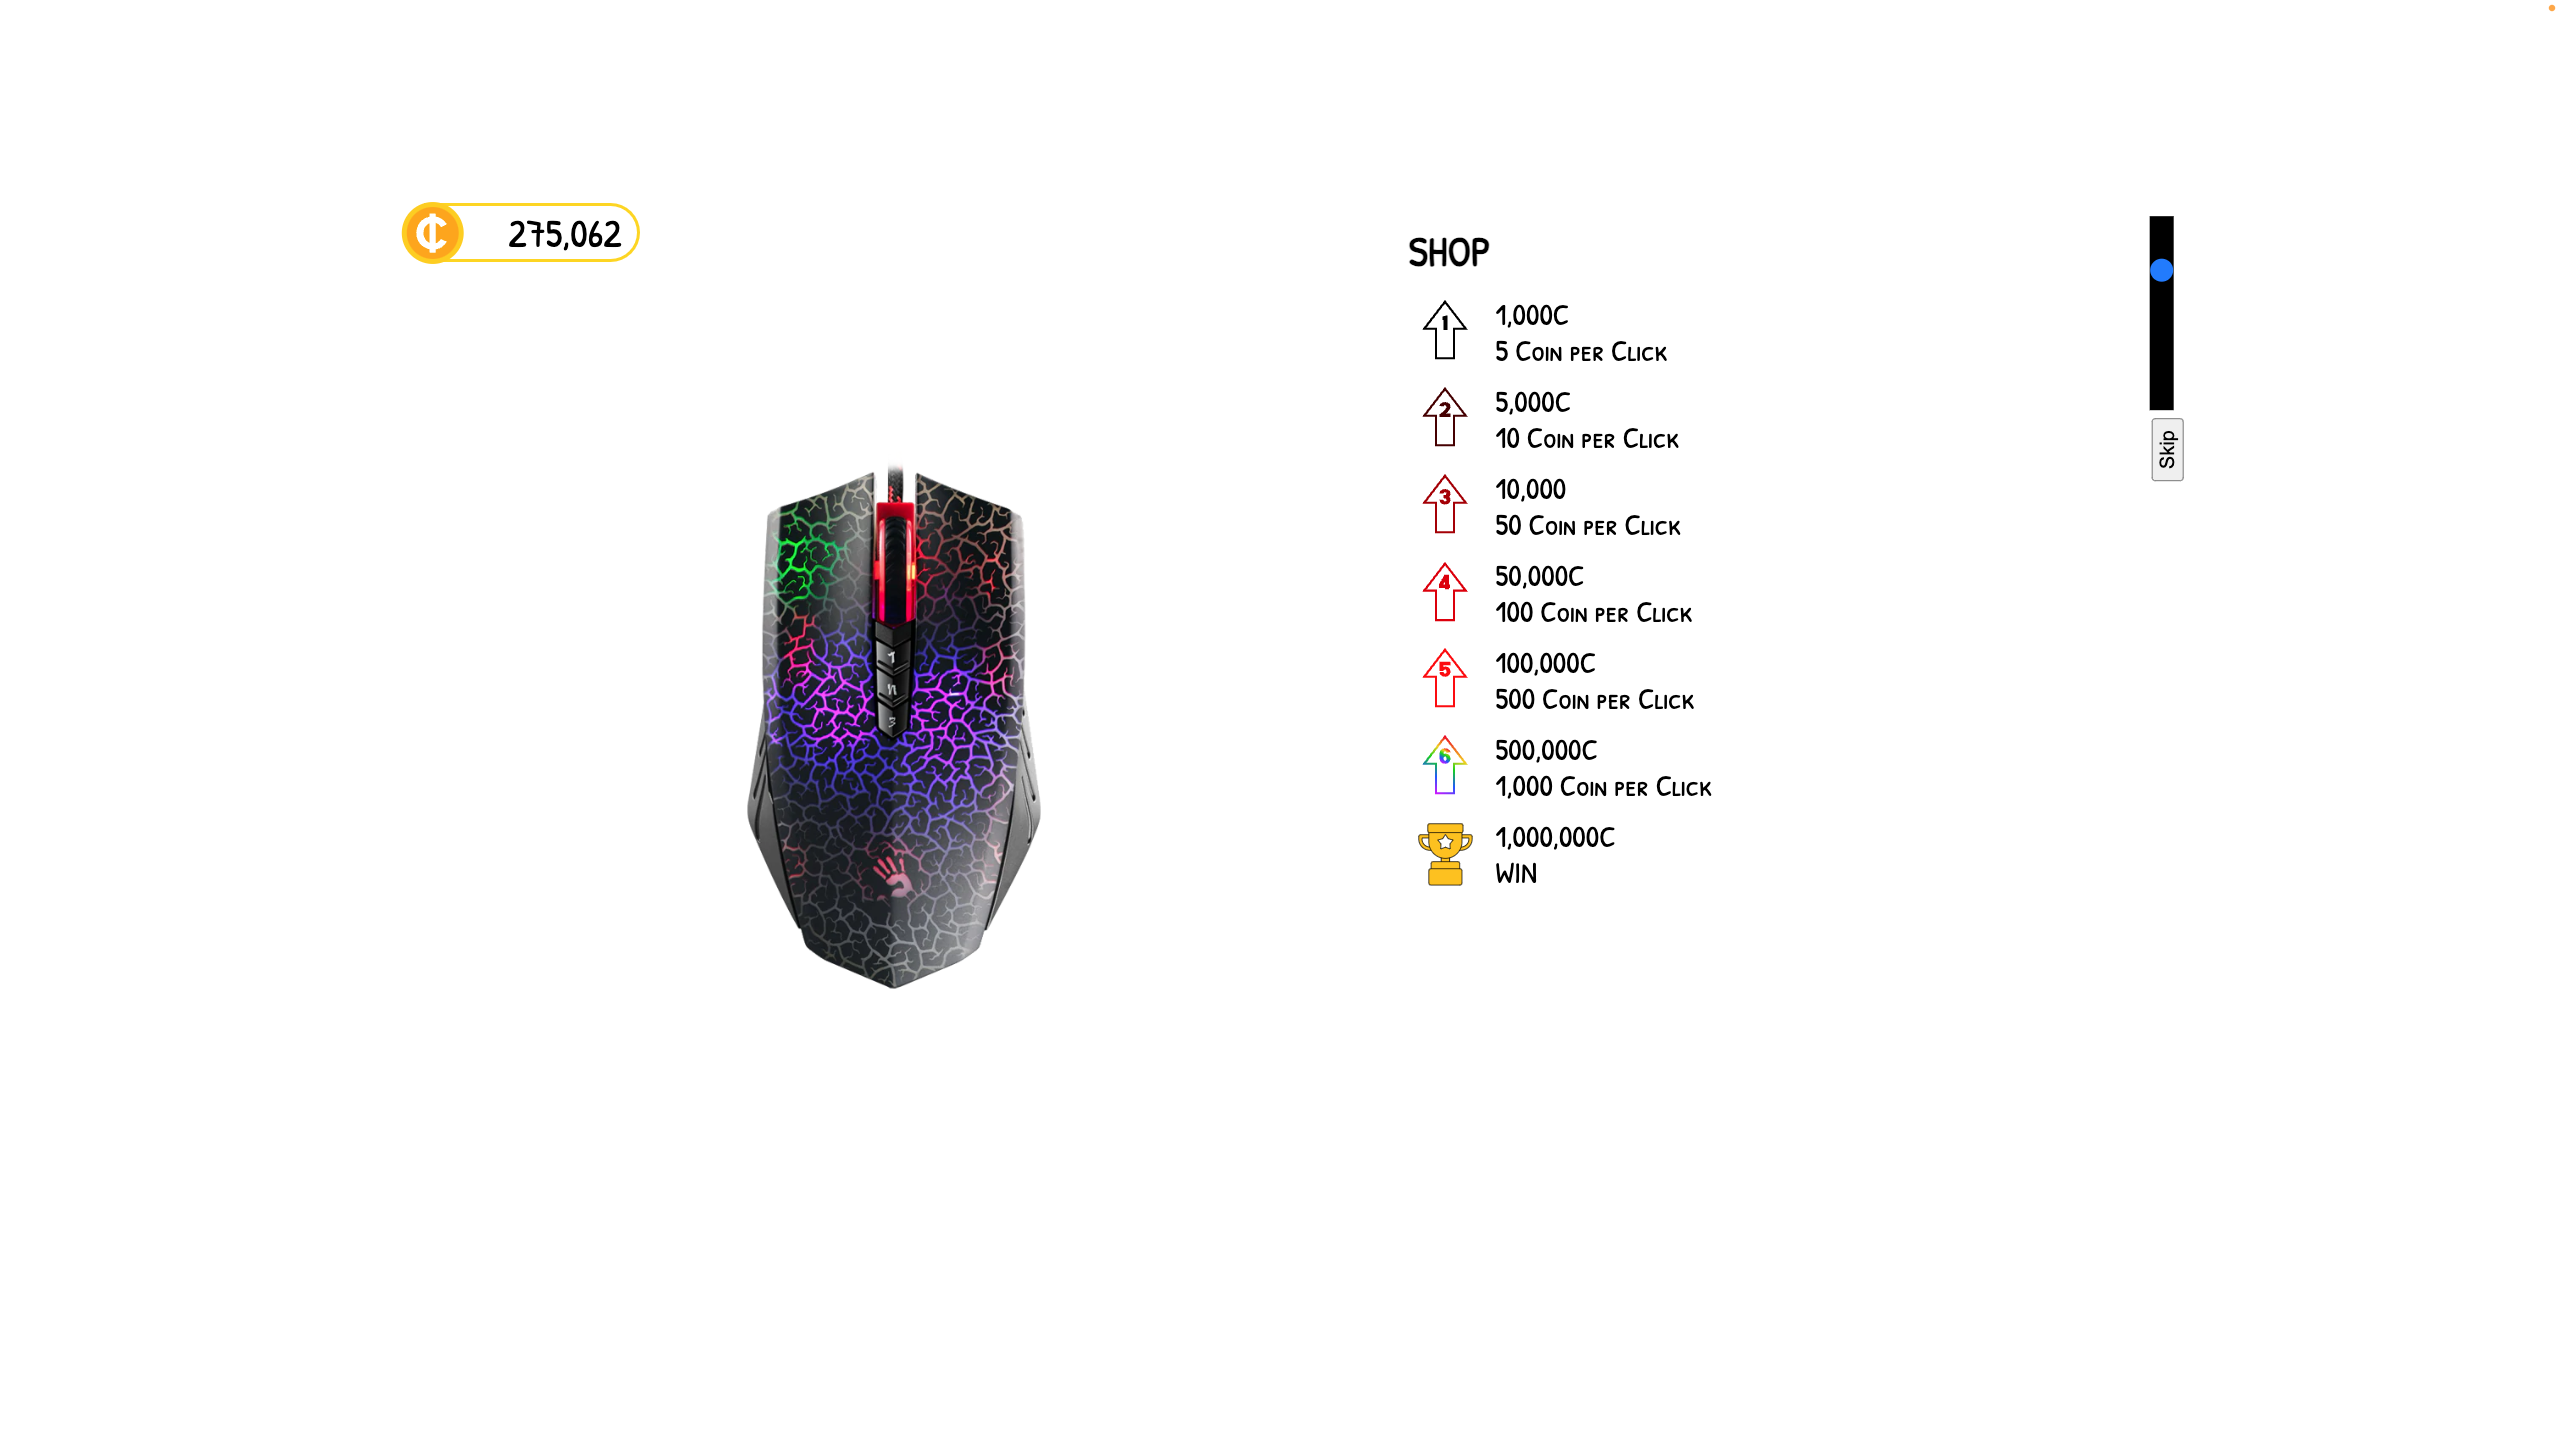 275,062
SHOP
1
1,000C
5 Coin per Click
2
5,000C
10 Coin per Click
3
10,000
50 Coin per Click
4
50,000C
100 Coin per Click
5
100,000C
500 Coin per Click
6
500,000C
1,000 Coin per Click
1,000,000C
WIN
1
N
3
Skip